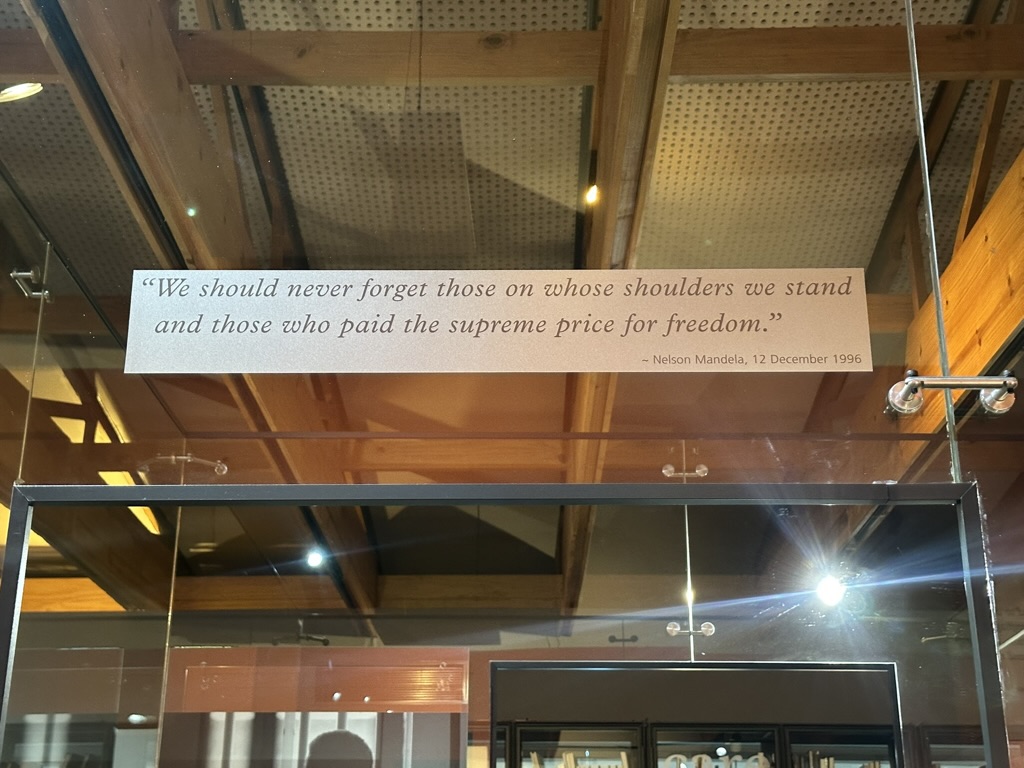 “We should never forget those on whose shoulders we stand
and those who paid the supreme price for freedom.”
~ Nelson Mandela, 12 December 1996